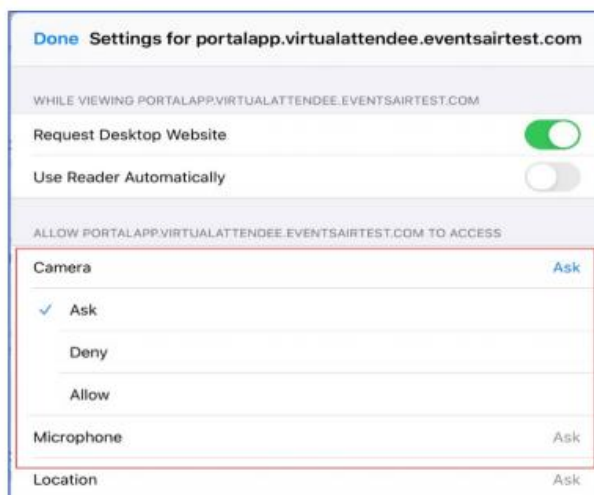 Done Settings for portalapp.virtualattendee.eventsairtest.com
WHILE VIEWING PORTALAPP.VIRTUALATTENDEE.EVENTSAIRTEST.COM
Request Desktop Website
Use Reader Automatically
ALLOW PORTALAPP.VIRTUALATTENDEE.EVENTSAIRTEST.COM TO ACCESS
Camera Ask
Ask
Deny
Allow
Microphone Ask
Location Ask